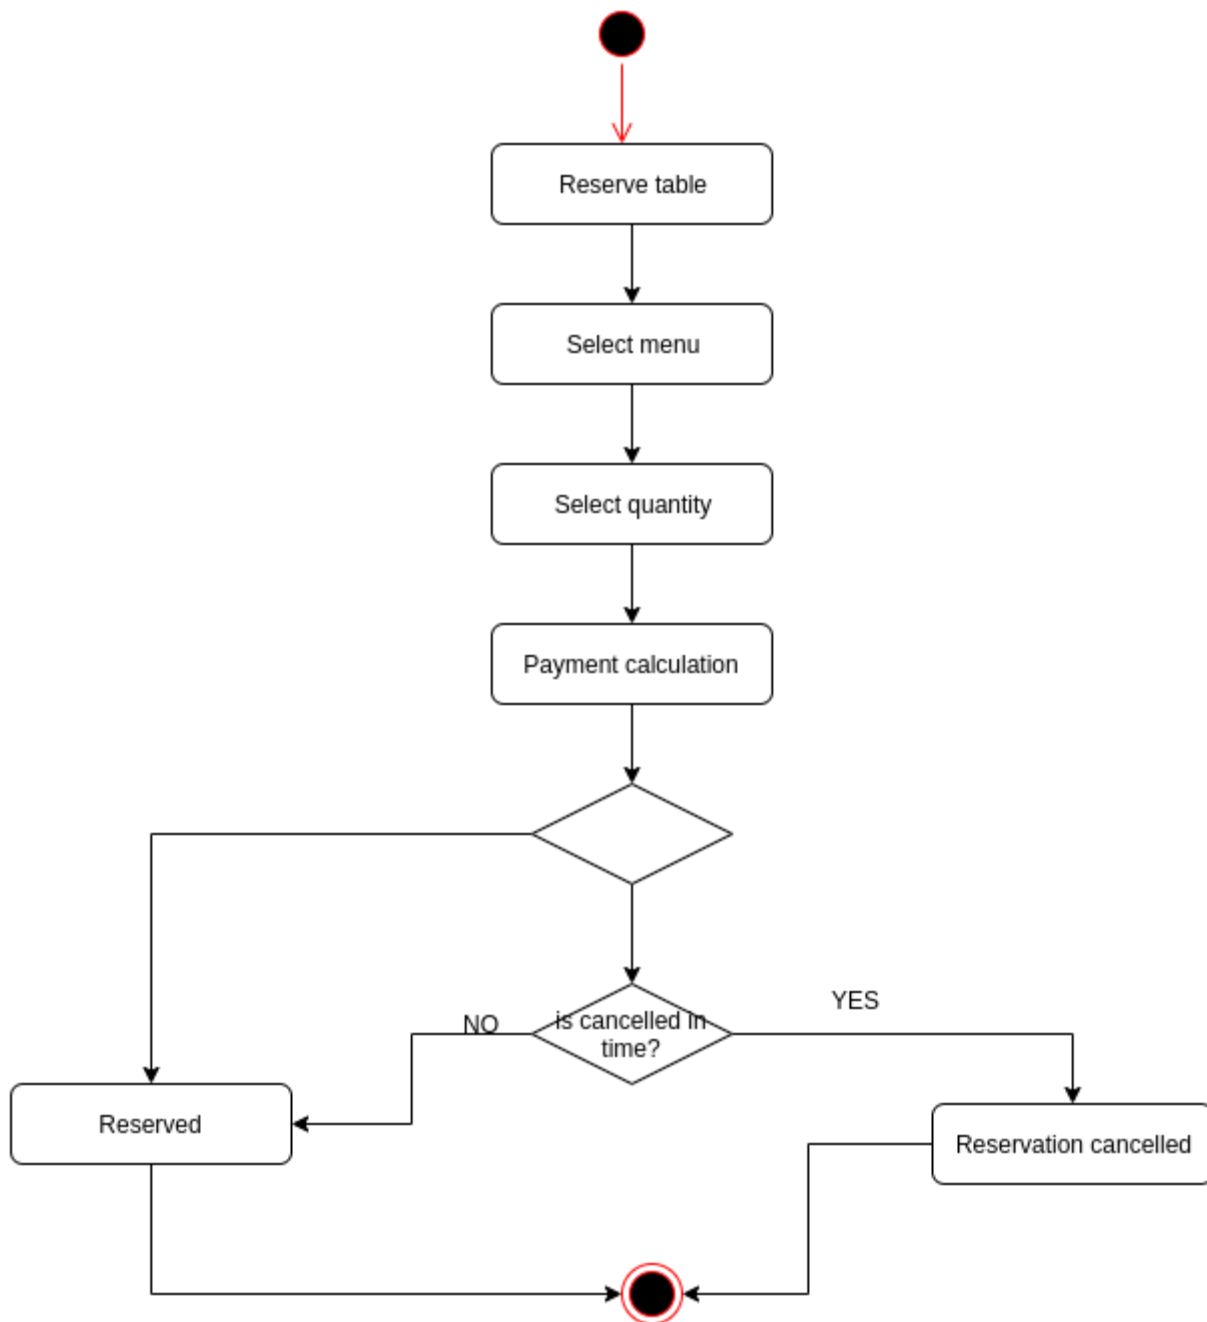 Reserve table
Select menu
Select quantity
Payment calculation
YES
NO
is cancelled in
time?
Reserved
Reservation cancelled